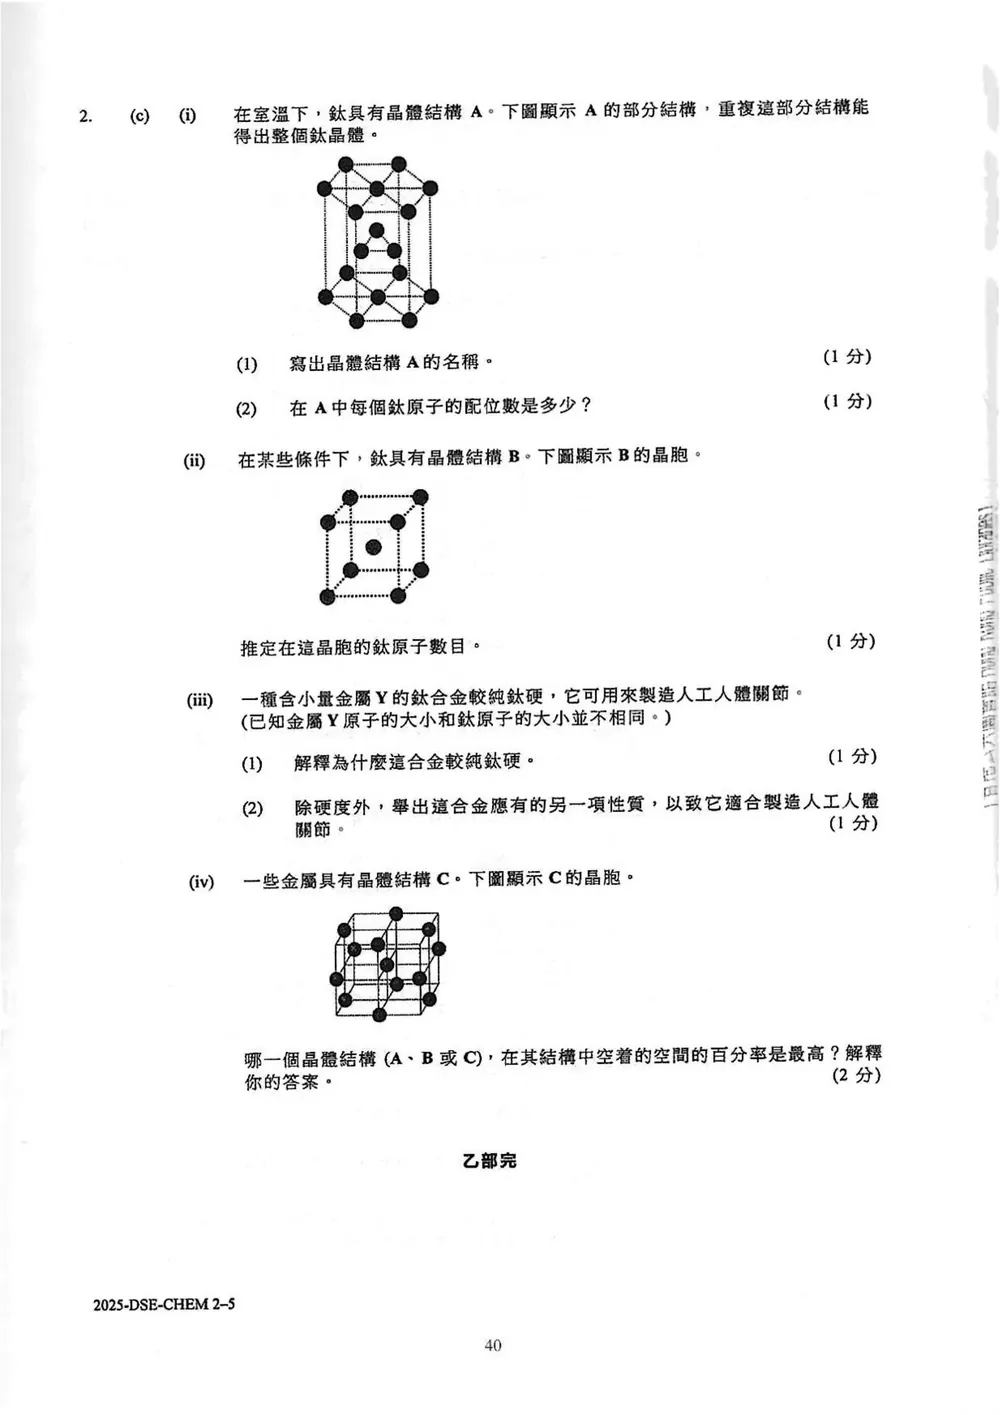 2. (c) (i) 在室溫下，鈦具有晶體結構 A。下圖顯示 A 的部分結構，重複這部分結構能
得出整個鈦晶體。
(1) 寫出晶體結構 A 的名稱。 (1 分)
(2) 在 A 中每個鈦原子的配位數是多少？ (1 分)
(ii) 在某些條件下，鈦具有晶體結構 B。下圖顯示 B 的晶胞。
推定在這晶胞的鈦原子數目。 (1 分)
(iii) 一種含小量金屬 Y 的鈦合金較純鈦硬，它可用來製造人工人體關節。
(已知金屬 Y 原子的大小和鈦原子的大小並不相同。)
(1) 解釋為什麼這合金較純鈦硬。 (1 分)
(2) 除硬度外，舉出這合金應有的另一項性質，以致它適合製造人工人體
關節。 (1 分)
(iv) 一些金屬具有晶體結構 C。下圖顯示 C 的晶胞。
哪一個晶體結構 (A、B 或 C)，在其結構中空着的空間的百分率是最高？解釋
你的答案。 (2 分)
乙部完
2025-DSE-CHEM 2–5
40